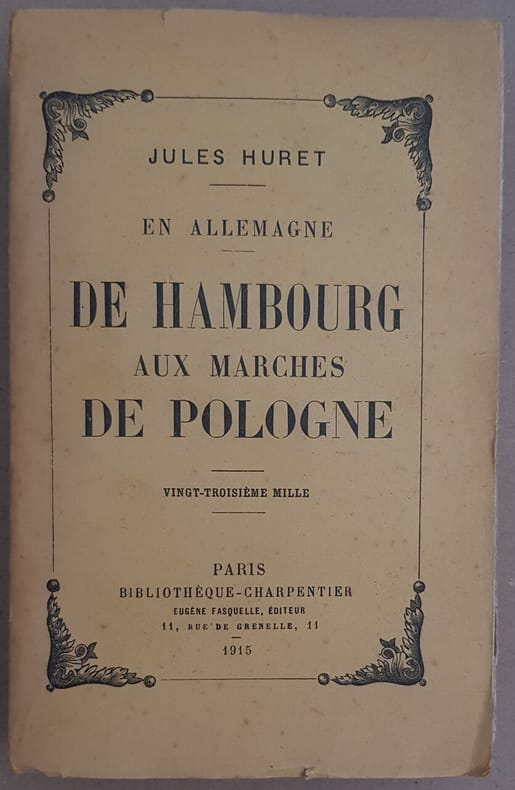 JULES HURET
EN ALLEMAGNE
DE HAMBOURG
AUX MARCHES
DE POLOGNE
VINGT-TROISIÈME MILLE
PARIS
BIBLIOTHÈQUE-CHARPENTIER
EUGÈNE FASQUELLE, ÉDITEUR
11, RUE DE GRENELLE, 11
1915